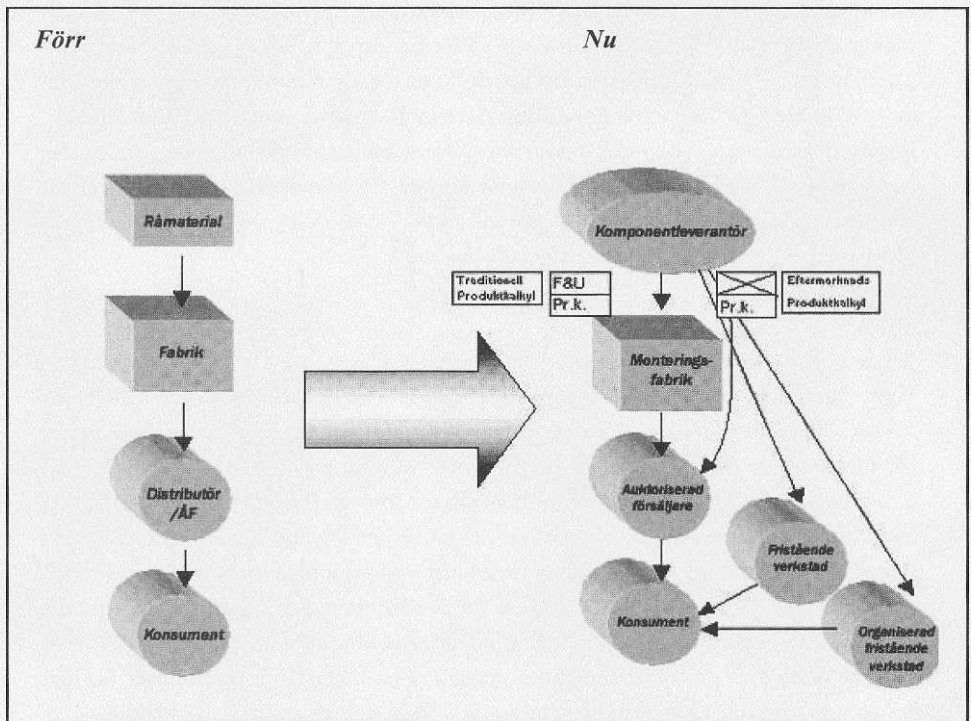 Förr
Råmaterial
Fabrik
Distributör
/ÅF
Konsument
Nu
Komponentleverantör
Traditionell
Produktkalkyl
F&U
Pr.k.
Pr.k.
Eftermarknads
Produktkalkyl
Monterings-
fabrik
Auktoriserad
försäljare
Fristående
verkstad
Konsument
Organiserad
fristående
verkstad